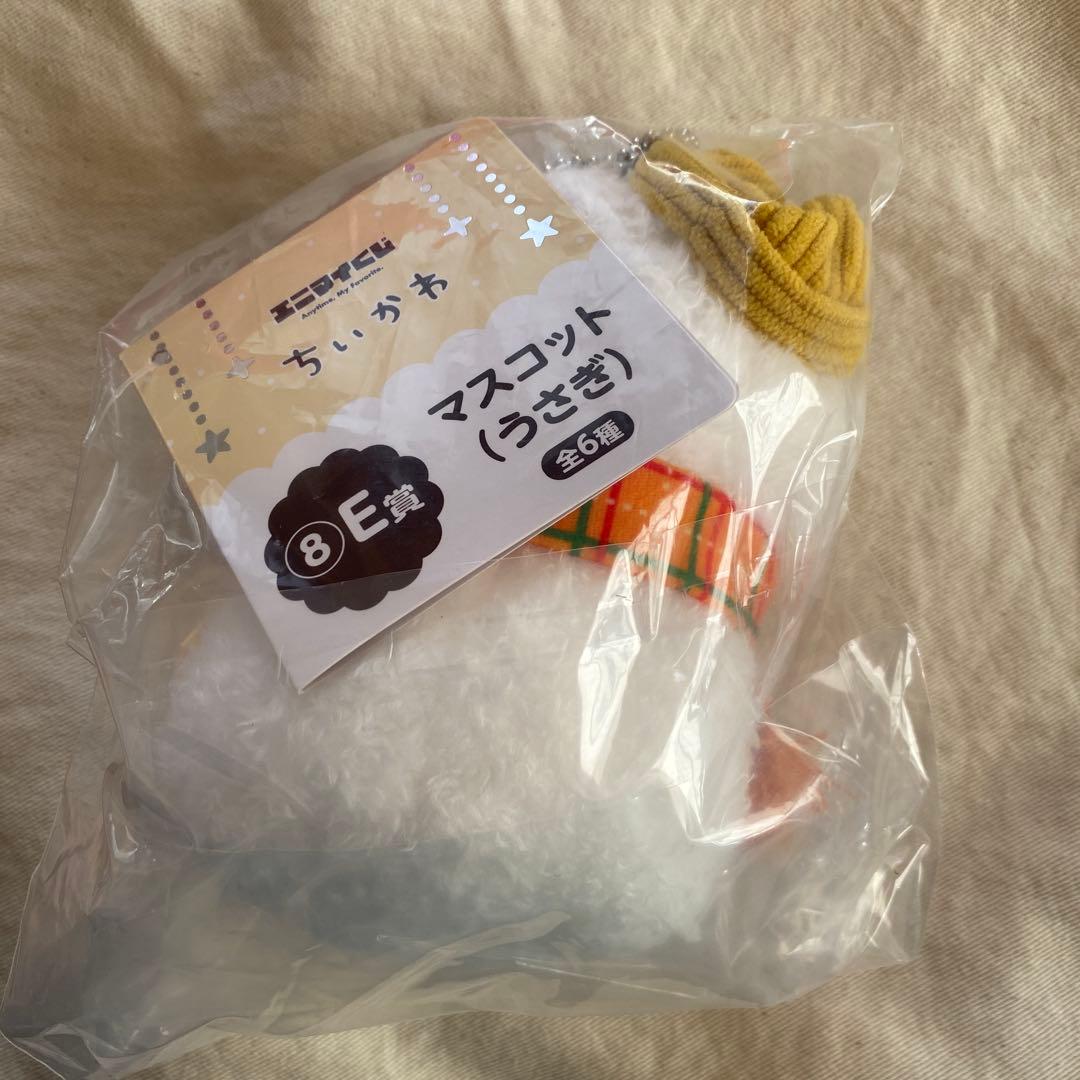 エニマイくじ
Anytime, My Favorite.
ちいかわ
マスコット
(うさぎ)
全6種
⑧E賞